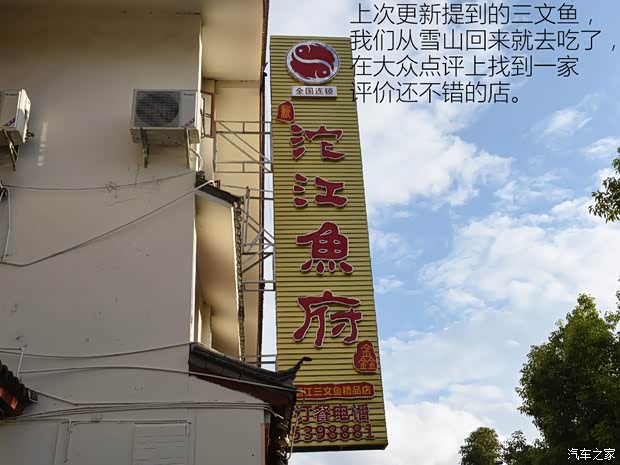 上次更新提到的三文鱼，
我们从雪山回来就去吃了，
在大众点评上找到一家
评价还不错的店。
全国连锁
沱江魚府
江三文鱼精品店
订餐电话
5398883
汽车之家